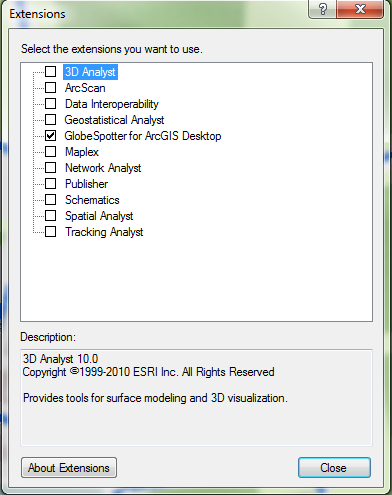 Extensions
Select the extensions you want to use.
3D Analyst
ArcScan
Data Interoperability
Geostatistical Analyst
GlobeSpotter for ArcGIS Desktop
Maplex
Network Analyst
Publisher
Schematics
Spatial Analyst
Tracking Analyst
Description:
3D Analyst 10.0
Copyright ©1999-2010 ESRI Inc. All Rights Reserved
Provides tools for surface modeling and 3D visualization.
About Extensions
Close